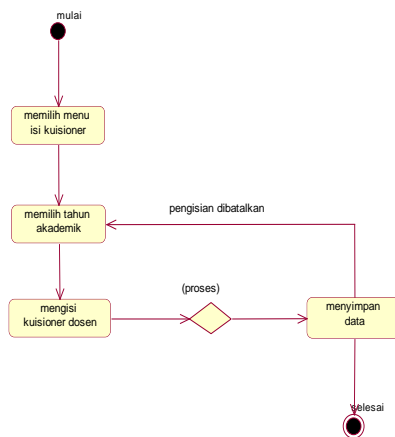 mulai
memilih menu
isi kuisioner
memilih tahun
akademik
pengisian dibatalkan
mengisi
kuisioner dosen
(proses)
menyimpan
data
selesai